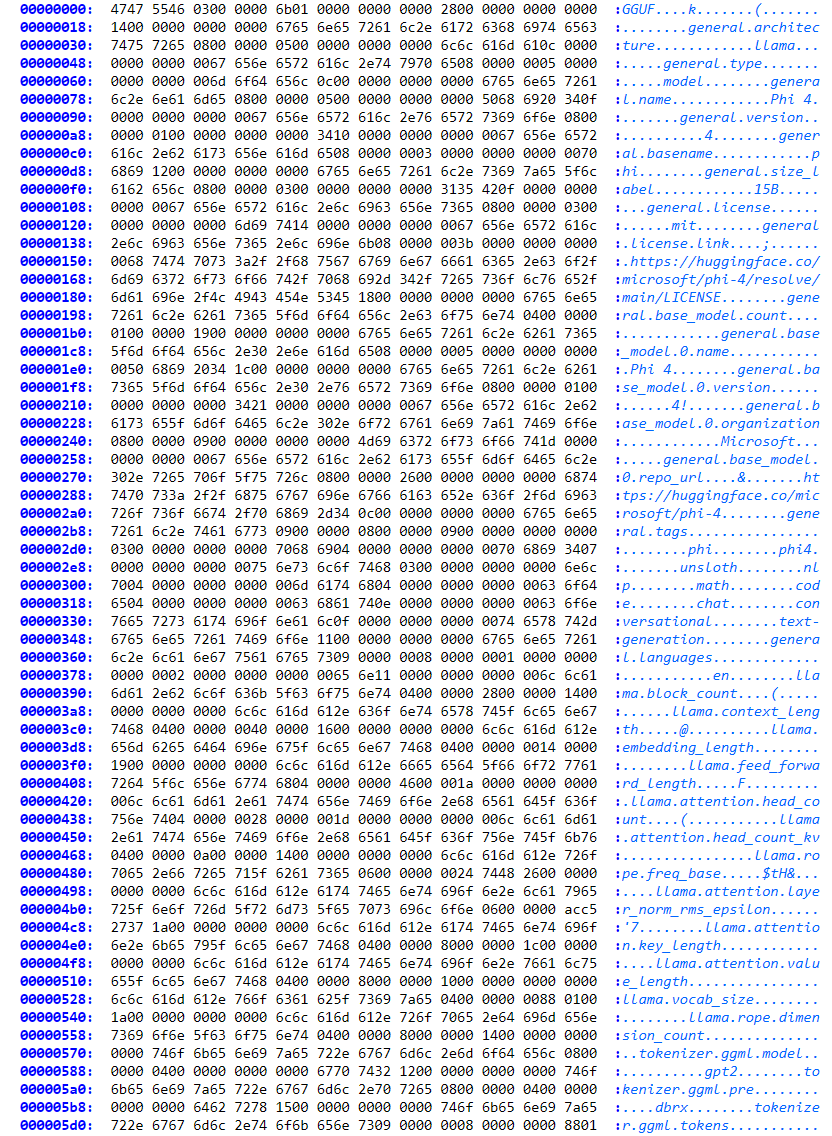 00000000: 4747 5546 0300 0000 6b01 0000 0000 0000 2800 0000 0000 0000 :GGUF....k.......(.......
00000018: 1400 0000 0000 0000 6765 6e65 7261 6c2e 6172 6368 6974 6563 :........general.architec
00000030: 7475 7265 0800 0000 0500 0000 0000 0000 6c6c 616d 610c 0000 :ture............llama...
00000048: 0000 0000 0067 656e 6572 616c 2e74 7970 6508 0000 0005 0000 :.....general.type.......
00000060: 0000 0000 006d 6f64 656c 0c00 0000 0000 0000 6765 6e65 7261 :.....model........genera
00000078: 6c2e 6e61 6d65 0800 0000 0500 0000 0000 0000 5068 6920 340f :l.name............Phi 4.
00000090: 0000 0000 0000 0067 656e 6572 616c 2e76 6572 7369 6f6e 0800 :.......general.version..
000000a8: 0000 0100 0000 0000 0000 3410 0000 0000 0000 0067 656e 6572 :..........4........gener
000000c0: 616c 2e62 6173 656e 616d 6508 0000 0003 0000 0000 0000 0070 :al.basename............p
000000d8: 6869 1200 0000 0000 0000 6765 6e65 7261 6c2e 7369 7a65 5f6c :hi........general.size_l
000000f0: 6162 656c 0800 0000 0300 0000 0000 0000 3135 420f 0000 0000 :abel............15B.....
00000108: 0000 0067 656e 6572 616c 2e6c 6963 656e 7365 0800 0000 0300 :...general.license......
00000120: 0000 0000 0000 6d69 7414 0000 0000 0000 0067 656e 6572 616c :......mit........general
00000138: 2e6c 6963 656e 7365 2e6c 696e 6b08 0000 003b 0000 0000 0000 :.license.link....;......
00000150: 0068 7474 7073 3a2f 2f68 7567 6769 6e67 6661 6365 2e63 6f2f :.https://huggingface.co/
00000168: 6d69 6372 6f73 6f66 742f 7068 692d 342f 7265 736f 6c76 652f :microsoft/phi-4/resolve/
00000180: 6d61 696e 2f4c 4943 454e 5345 1800 0000 0000 0000 6765 6e65 :main/LICENSE........gene
00000198: 7261 6c2e 6261 7365 5f6d 6f64 656c 2e63 6f75 6e74 0400 0000 :ral.base_model.count....
000001b0: 0100 0000 1900 0000 0000 0000 6765 6e65 7261 6c2e 6261 7365 :............general.base
000001c8: 5f6d 6f64 656c 2e30 2e6e 616d 6508 0000 0005 0000 0000 0000 :_model.0.name...........
000001e0: 0050 6869 2034 1c00 0000 0000 0000 6765 6e65 7261 6c2e 6261 :.Phi 4........general.ba
000001f8: 7365 5f6d 6f64 656c 2e30 2e76 6572 7369 6f6e 0800 0000 0100 :se_model.0.version......
00000210: 0000 0000 0000 3421 0000 0000 0000 0067 656e 6572 616c 2e62 :......4!.......general.b
00000228: 6173 655f 6d6f 6465 6c2e 302e 6f72 6761 6e69 7a61 7469 6f6e :ase_model.0.organization
00000240: 0800 0000 0900 0000 0000 0000 4d69 6372 6f73 6f66 741d 0000 :............Microsoft...
00000258: 0000 0000 0067 656e 6572 616c 2e62 6173 655f 6d6f 6465 6c2e :.....general.base_model.
00000270: 302e 7265 706f 5f75 726c 0800 0000 2600 0000 0000 0000 6874 :0.repo_url....&.......ht
00000288: 7470 733a 2f2f 6875 6767 696e 6766 6163 652e 636f 2f6d 6963 :tps://huggingface.co/mic
000002a0: 726f 736f 6674 2f70 6869 2d34 0c00 0000 0000 0000 6765 6e65 :rosoft/phi-4........gene
000002b8: 7261 6c2e 7461 6773 0900 0000 0800 0000 0900 0000 0000 0000 :ral.tags................
000002d0: 0300 0000 0000 0000 7068 6904 0000 0000 0000 0070 6869 3407 :........phi........phi4.
000002e8: 0000 0000 0000 0075 6e73 6c6f 7468 0300 0000 0000 0000 6e6c :.......unsloth........nl
00000300: 7004 0000 0000 0000 006d 6174 6804 0000 0000 0000 0063 6f64 :p........math........cod
00000318: 6504 0000 0000 0000 0063 6861 740e 0000 0000 0000 0063 6f6e :e........chat........con
00000330: 7665 7273 6174 696f 6e61 6c0f 0000 0000 0000 0074 6578 742d :versational........text-
00000348: 6765 6e65 7261 7469 6f6e 1100 0000 0000 0000 6765 6e65 7261 :generation........genera
00000360: 6c2e 6c61 6e67 7561 6765 7309 0000 0008 0000 0001 0000 0000 :l.languages.............
00000378: 0000 0002 0000 0000 0000 0065 6e11 0000 0000 0000 006c 6c61 :...........en........lla
00000390: 6d61 2e62 6c6f 636b 5f63 6f75 6e74 0400 0000 2800 0000 1400 :ma.block_count....(.....
000003a8: 0000 0000 0000 6c6c 616d 612e 636f 6e74 6578 745f 6c65 6e67 :......llama.context_leng
000003c0: 7468 0400 0000 0040 0000 1600 0000 0000 0000 6c6c 616d 612e :th.....@..........llama.
000003d8: 656d 6265 6464 696e 675f 6c65 6e67 7468 0400 0000 0014 0000 :embedding_length........
000003f0: 1900 0000 0000 0000 6c6c 616d 612e 6665 6564 5f66 6f72 7761 :........llama.feed_forwa
00000408: 7264 5f6c 656e 6774 6804 0000 0000 4600 001a 0000 0000 0000 :rd_length.....F.........
00000420: 006c 6c61 6d61 2e61 7474 656e 7469 6f6e 2e68 6561 645f 636f :.llama.attention.head_co
00000438: 756e 7404 0000 0028 0000 001d 0000 0000 0000 006c 6c61 6d61 :unt....(...........llama
00000450: 2e61 7474 656e 7469 6f6e 2e68 6561 645f 636f 756e 745f 6b76 :.attention.head_count_kv
00000468: 0400 0000 0a00 0000 1400 0000 0000 0000 6c6c 616d 612e 726f :................llama.ro
00000480: 7065 2e66 7265 715f 6261 7365 0600 0000 0024 7448 2600 0000 :pe.freq_base.....$tH&...
00000498: 0000 0000 6c6c 616d 612e 6174 7465 6e74 696f 6e2e 6c61 7965 :....llama.attention.laye
000004b0: 725f 6e6f 726d 5f72 6d73 5f65 7073 696c 6f6e 0600 0000 acc5 :r_norm_rms_epsilon......
000004c8: 2737 1a00 0000 0000 0000 6c6c 616d 612e 6174 7465 6e74 696f :'7........llama.attentio
000004e0: 6e2e 6b65 795f 6c65 6e67 7468 0400 0000 8000 0000 1c00 0000 :n.key_length............
000004f8: 0000 0000 6c6c 616d 612e 6174 7465 6e74 696f 6e2e 7661 6c75 :....llama.attention.valu
00000510: 655f 6c65 6e67 7468 0400 0000 8000 0000 1000 0000 0000 0000 :e_length................
00000528: 6c6c 616d 612e 766f 6361 625f 7369 7a65 0400 0000 0088 0100 :llama.vocab_size........
00000540: 1a00 0000 0000 0000 6c6c 616d 612e 726f 7065 2e64 696d 656e :........llama.rope.dimen
00000558: 7369 6f6e 5f63 6f75 6e74 0400 0000 8000 0000 1400 0000 0000 :sion_count..............
00000570: 0000 746f 6b65 6e69 7a65 722e 6767 6d6c 2e6d 6f64 656c 0800 :..tokenizer.ggml.model..
00000588: 0000 0400 0000 0000 0000 6770 7432 1200 0000 0000 0000 746f :..........gpt2........to
000005a0: 6b65 6e69 7a65 722e 6767 6d6c 2e70 7265 0800 0000 0400 0000 :kenizer.ggml.pre........
000005b8: 0000 0000 6462 7278 1500 0000 0000 0000 746f 6b65 6e69 7a65 :....dbrx........tokenize
000005d0: 722e 6767 6d6c 2e74 6f6b 656e 7309 0000 0008 0000 0000 8801 :r.ggml.tokens...........